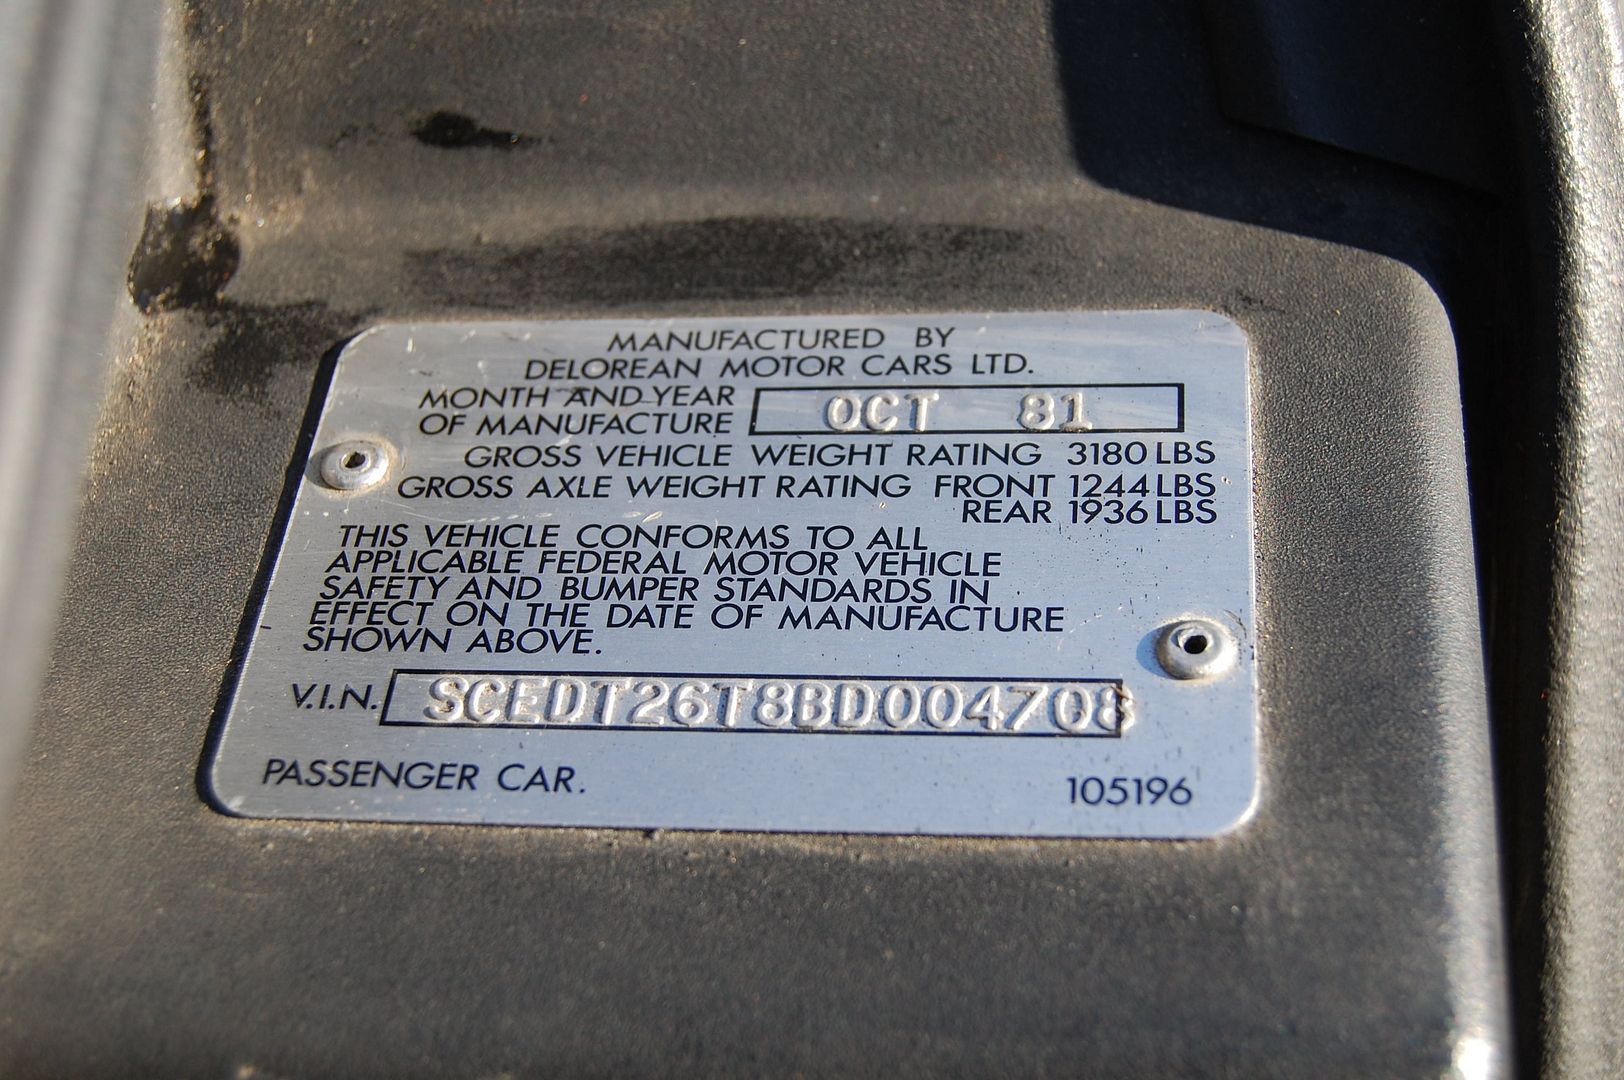 MANUFACTURED BY
DELOREAN MOTOR CARS LTD.
MONTH AND YEAR
OF MANUFACTURE OCT 81
GROSS VEHICLE WEIGHT RATING 3180 LBS
GROSS AXLE WEIGHT RATING FRONT 1244 LBS
REAR 1936 LBS
THIS VEHICLE CONFORMS TO ALL
APPLICABLE FEDERAL MOTOR VEHICLE
SAFETY AND BUMPER STANDARDS IN
EFFECT ON THE DATE OF MANUFACTURE
SHOWN ABOVE.
V.I.N. SCEDT26T8BD004708
PASSENGER CAR. 105196